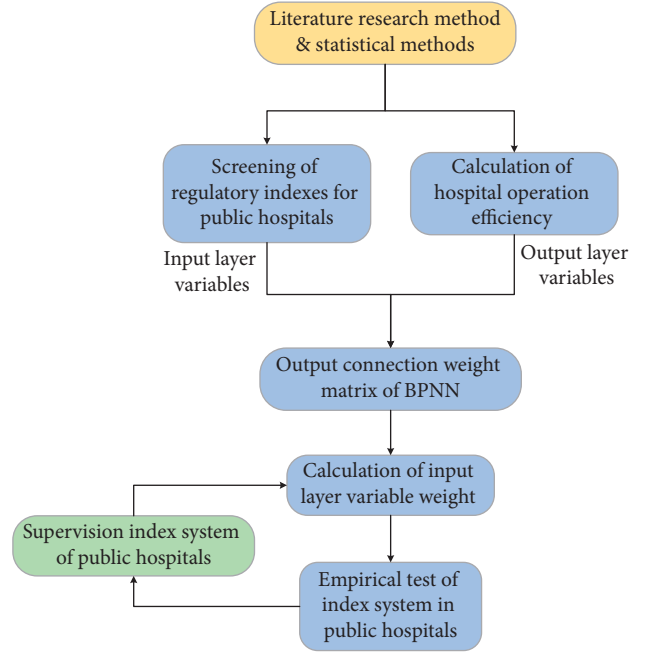 Literature research method
& statistical methods
Screening of
regulatory indexes for
public hospitals
Calculation of
hospital operation
efficiency
Input layer
variables
Output layer
variables
Output connection weight
matrix of BPNN
Calculation of input
layer variable weight
Supervision index system
of public hospitals
Empirical test of
index system in
public hospitals